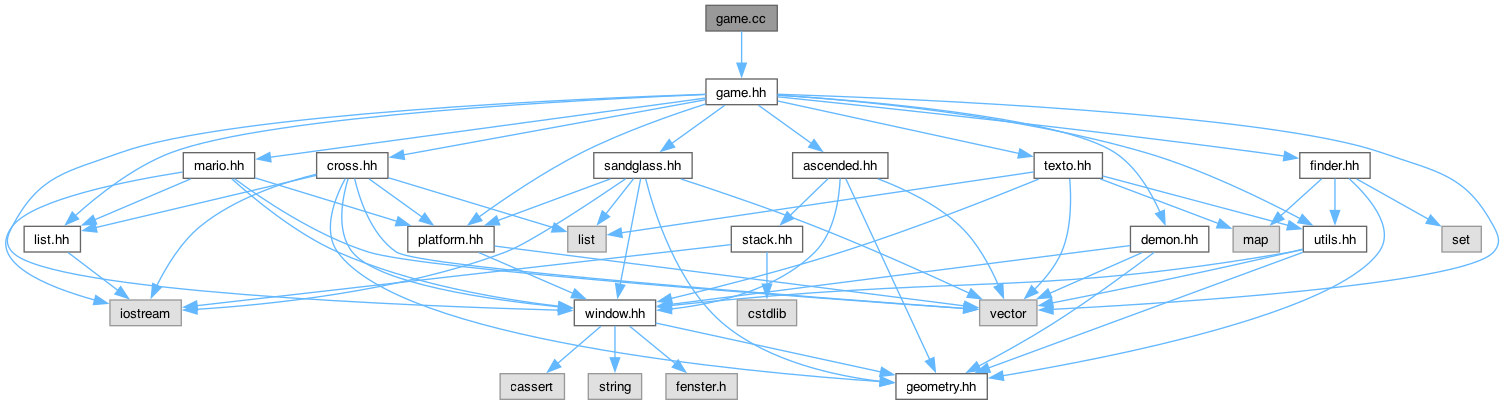 game.cc
game.hh
mario.hh
cross.hh
sandglass.hh
ascended.hh
texto.hh
finder.hh
list.hh
platform.hh
list
stack.hh
demon.hh
map
utils.hh
set
iostream
window.hh
cstdlib
vector
cassert
string
fenster.h
geometry.hh